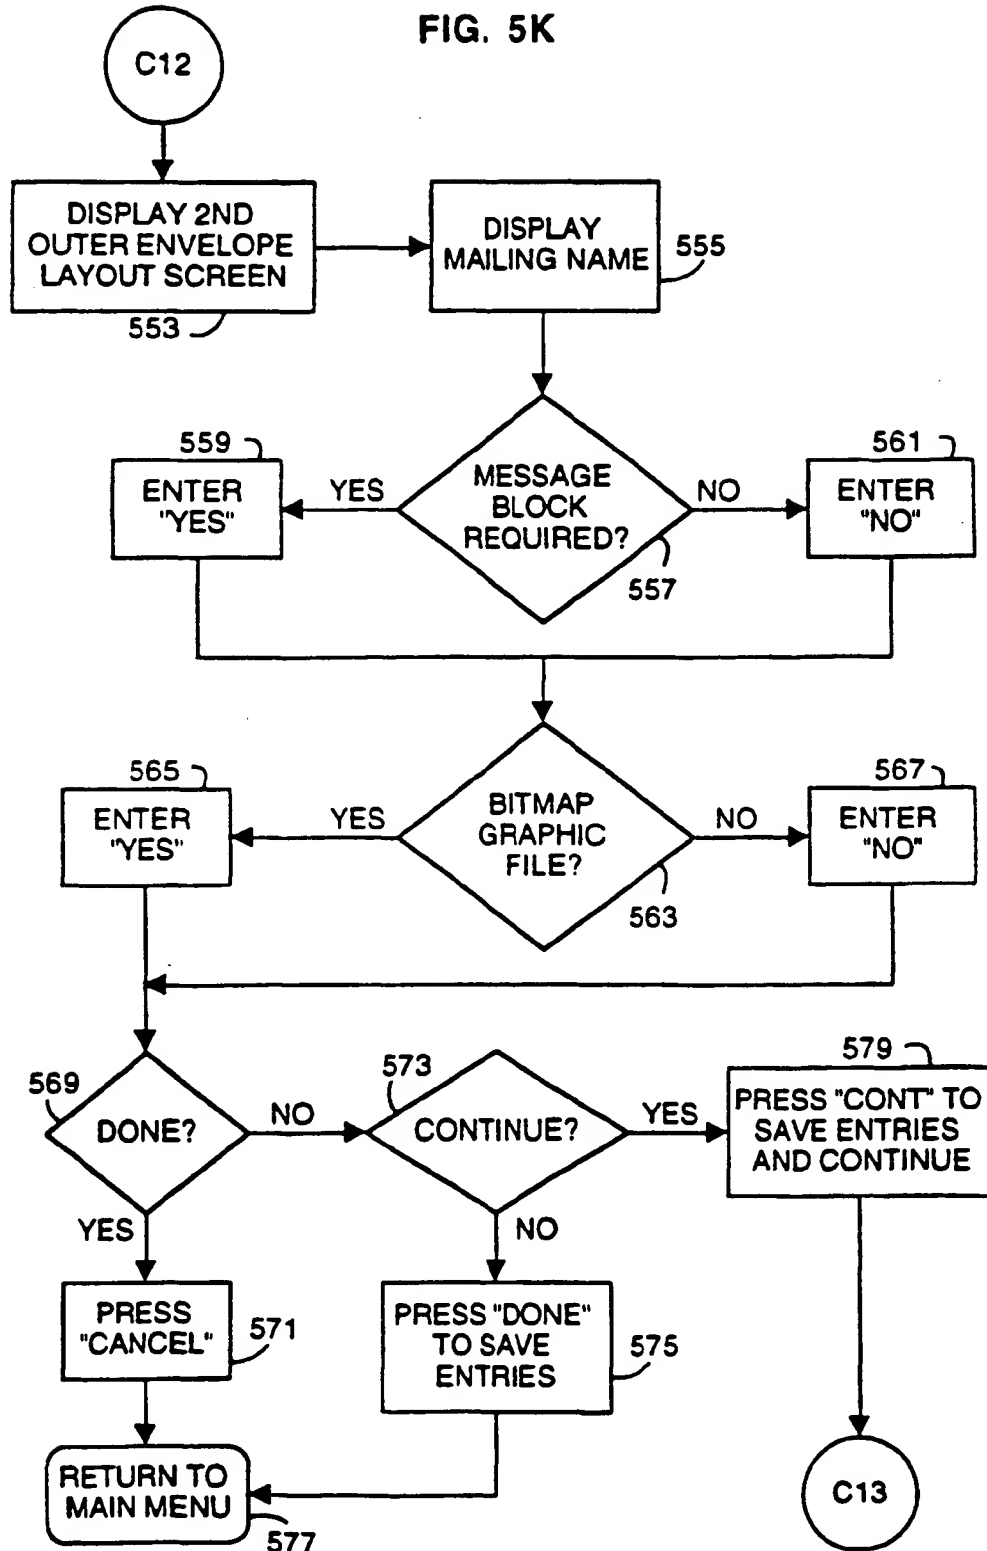 FIG. 5K
C12
DISPLAY 2ND
OUTER ENVELOPE
LAYOUT SCREEN
553
DISPLAY
MAILING NAME
555
559
ENTER
"YES"
YES
MESSAGE
BLOCK
REQUIRED?
557
NO
561
ENTER
"NO"
565
ENTER
"YES"
YES
BITMAP
GRAPHIC
FILE?
563
NO
567
ENTER
"NO"
569
DONE?
NO
573
CONTINUE?
YES
579
PRESS "CONT" TO
SAVE ENTRIES
AND CONTINUE
YES
NO
PRESS
"CANCEL"
571
PRESS "DONE"
TO SAVE
ENTRIES
575
RETURN TO
MAIN MENU
577
C13